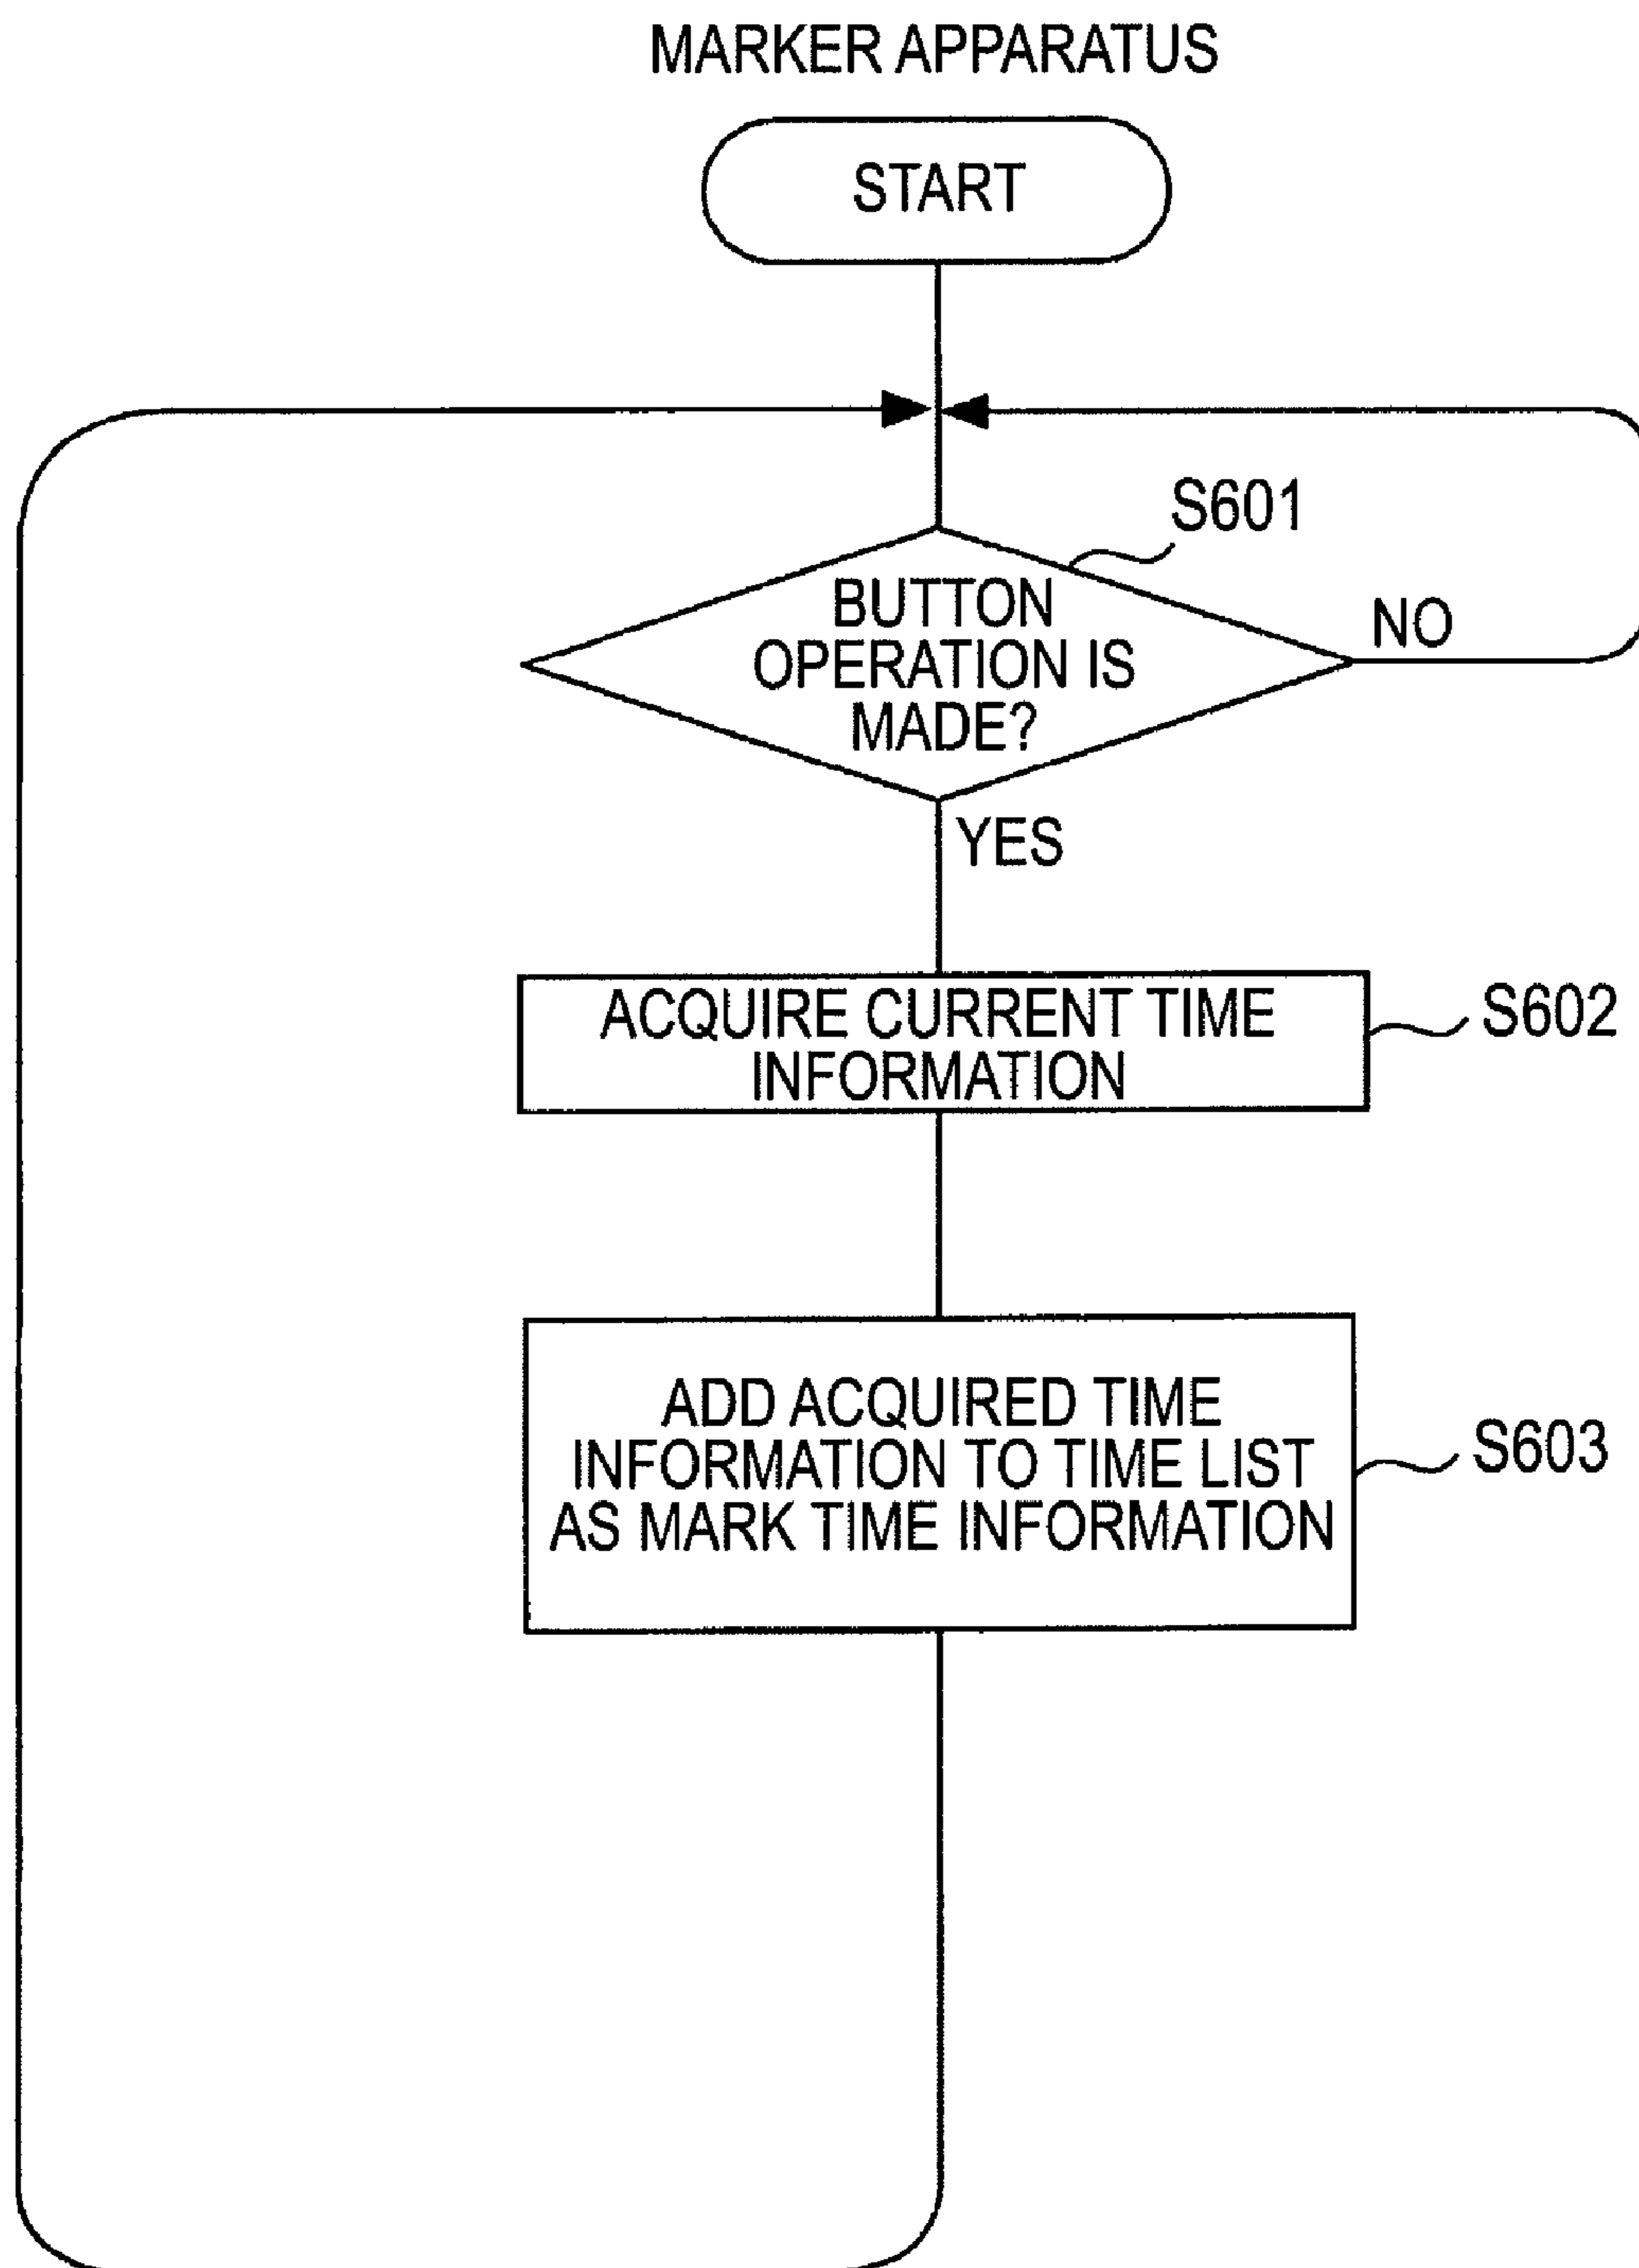 MARKER APPARATUS
START
S601
BUTTON
OPERATION IS
MADE?
NO
YES
ACQUIRE CURRENT TIME
INFORMATION
S602
ADD ACQUIRED TIME
INFORMATION TO TIME LIST
AS MARK TIME INFORMATION
S603